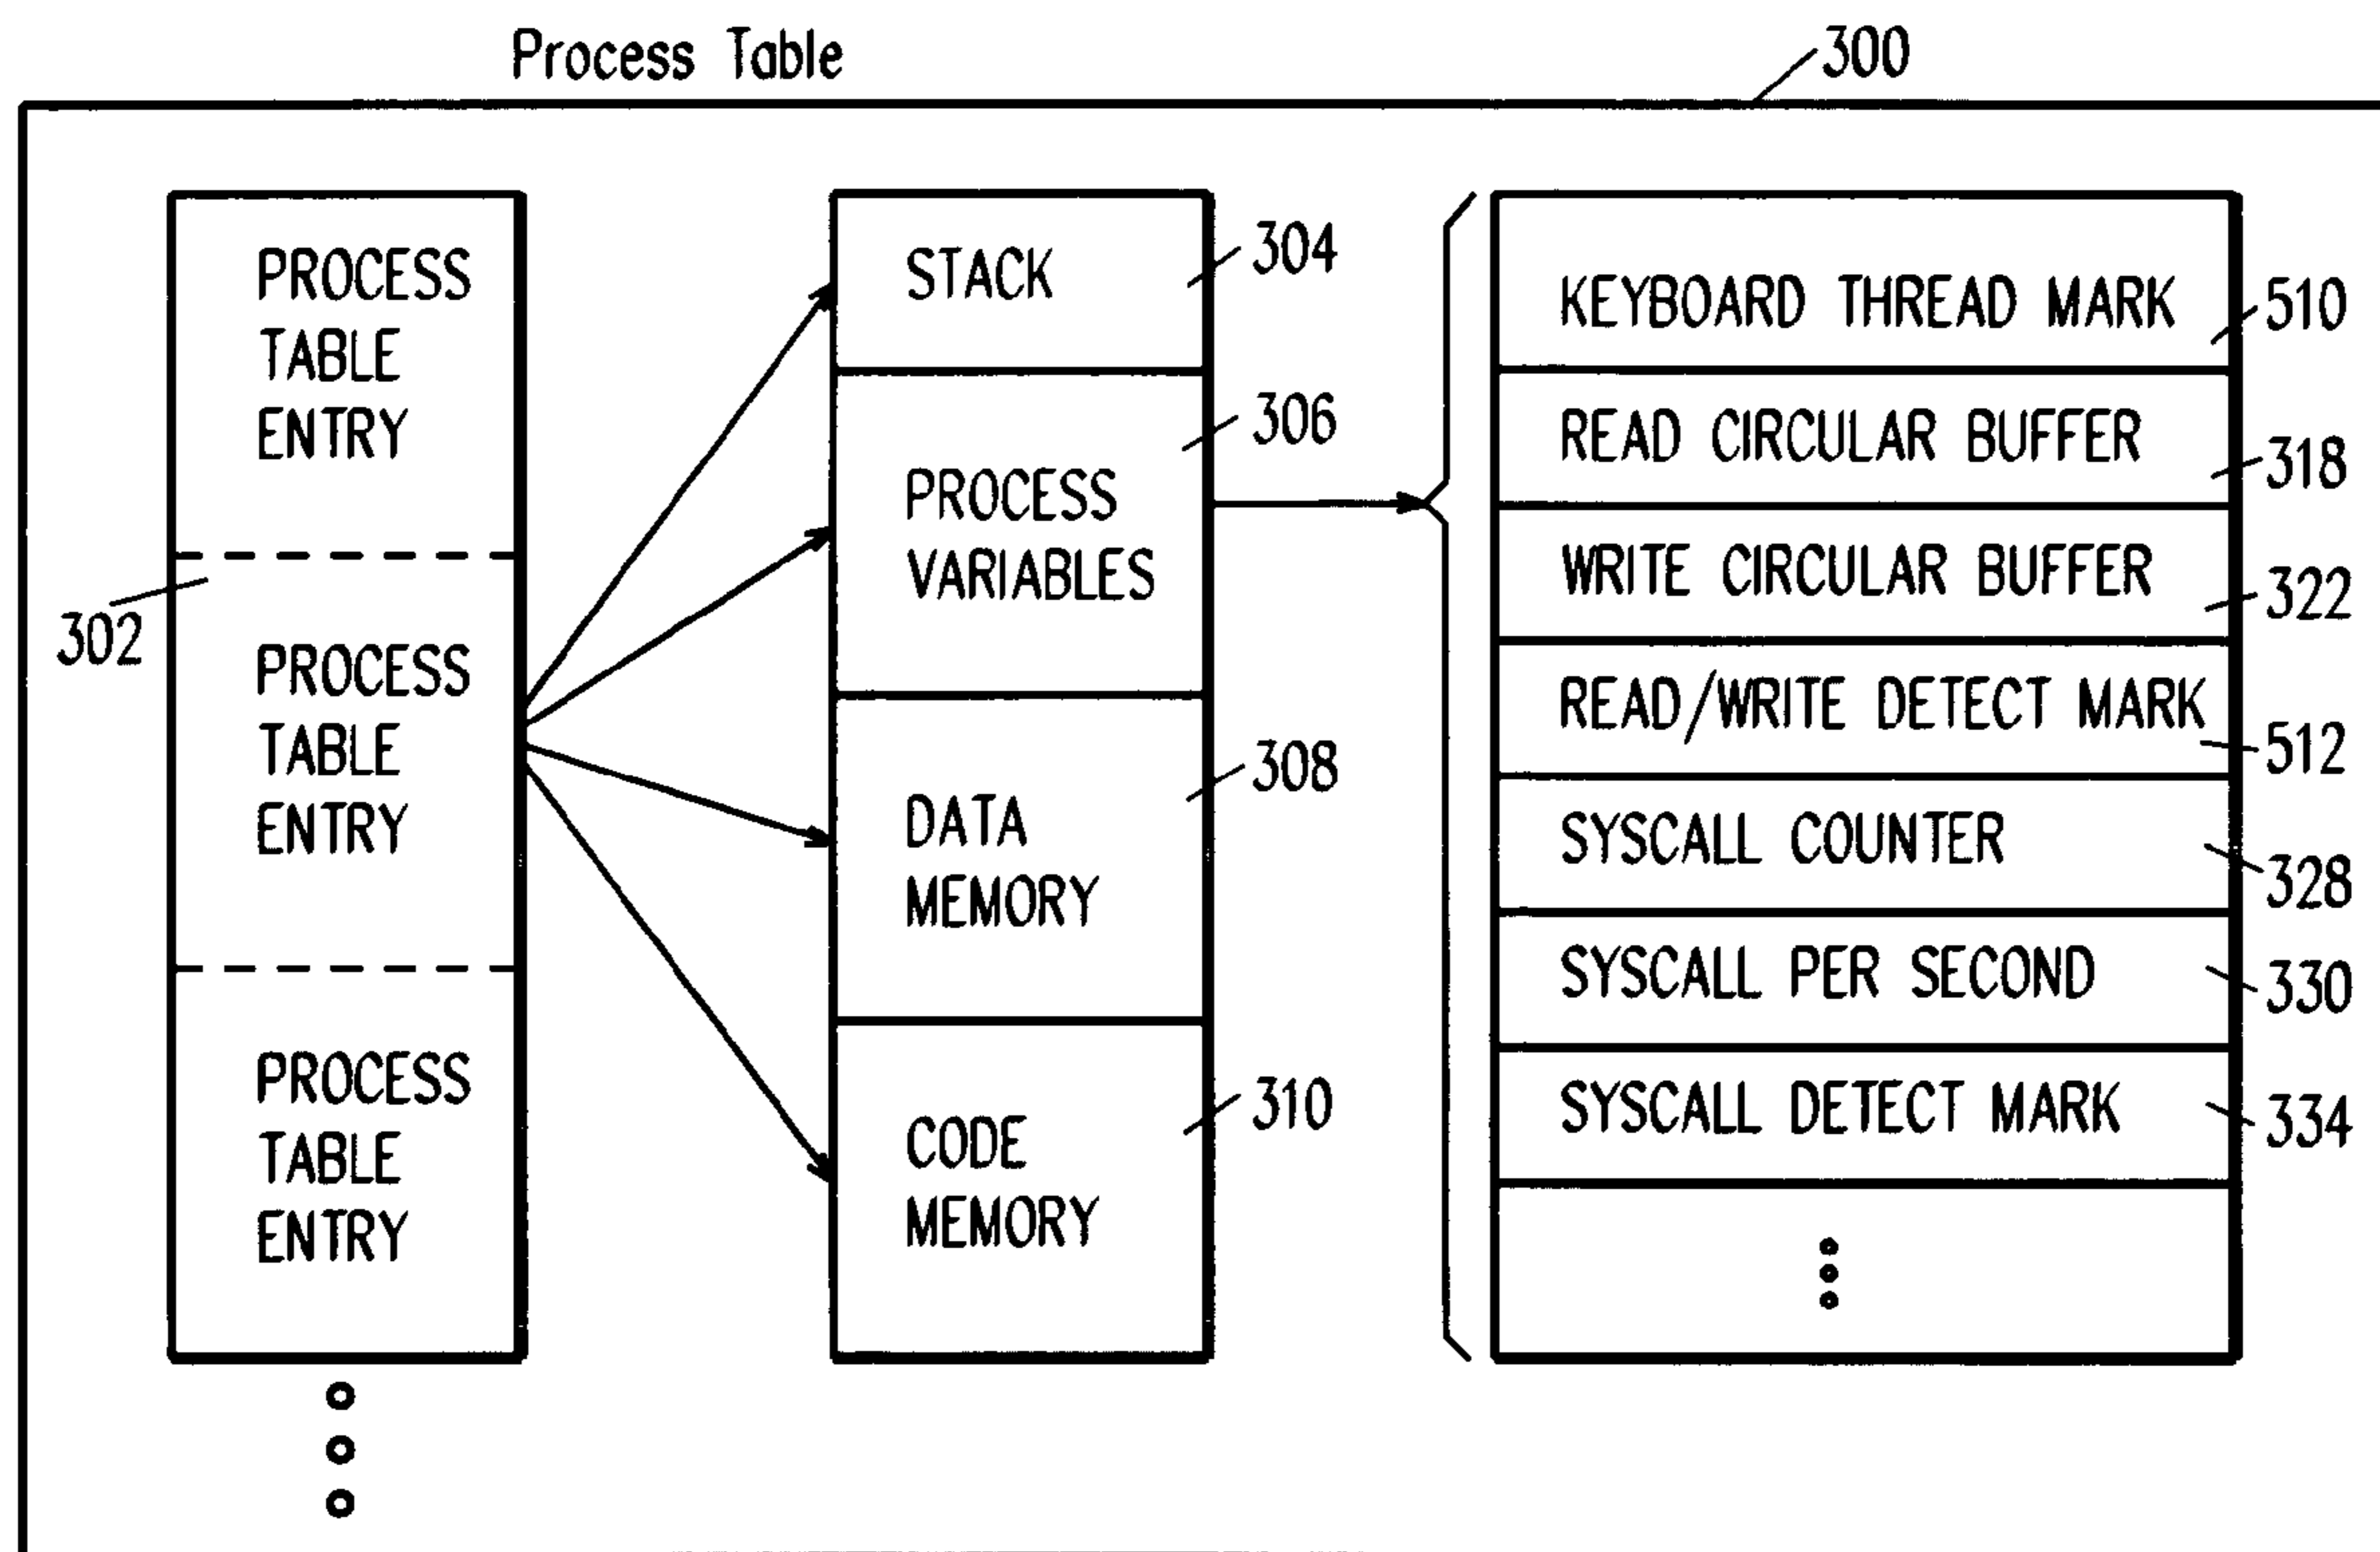 Process Table
300
PROCESS
TABLE
ENTRY
302
PROCESS
TABLE
ENTRY
PROCESS
TABLE
ENTRY
STACK
304
PROCESS
VARIABLES
306
DATA
MEMORY
308
CODE
MEMORY
310
KEYBOARD THREAD MARK
510
READ CIRCULAR BUFFER
318
WRITE CIRCULAR BUFFER
322
READ/WRITE DETECT MARK
512
SYSCALL COUNTER
328
SYSCALL PER SECOND
330
SYSCALL DETECT MARK
334